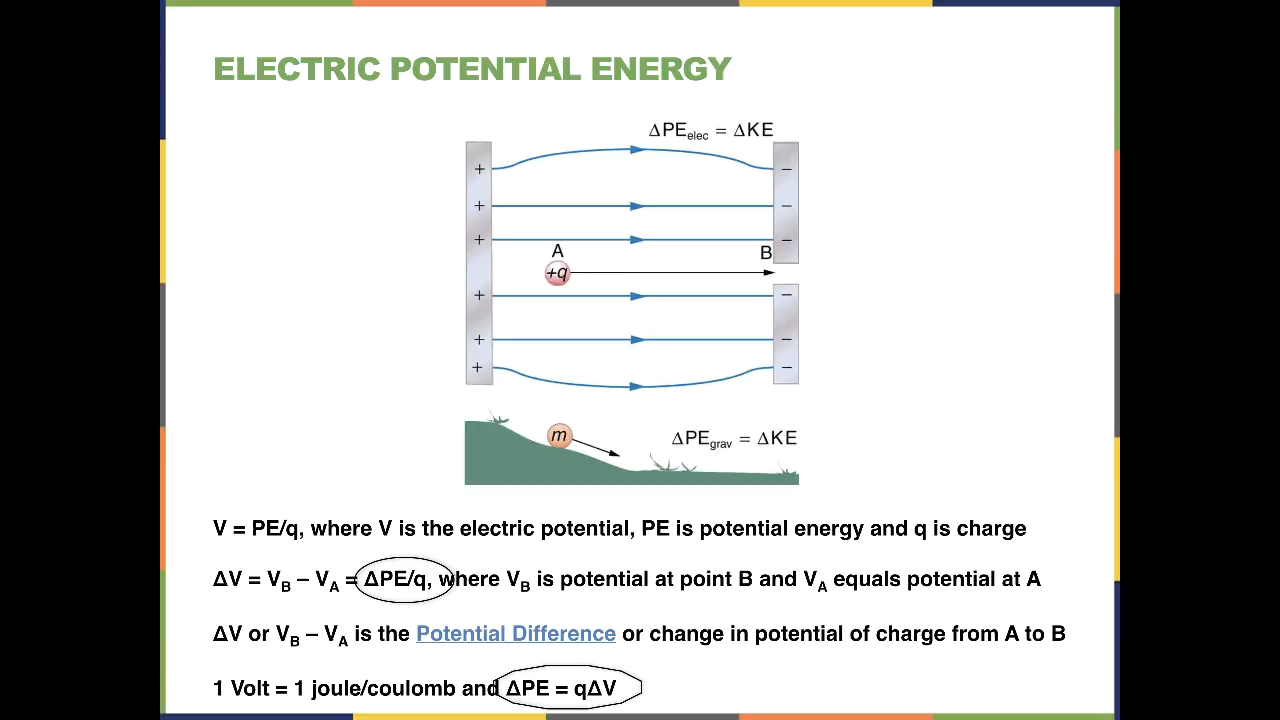 ELECTRIC POTENTIAL ENERGY
ΔPEelec = ΔKE
+ −
+ −
+ −
A B
+q
+ −
+ −
+ −
m
ΔPEgrav = ΔKE
V = PE/q, where V is the electric potential, PE is potential energy and q is charge
ΔV = VB – VA = ΔPE/q, where VB is potential at point B and VA equals potential at A
ΔV or VB – VA is the Potential Difference or change in potential of charge from A to B
1 Volt = 1 joule/coulomb and ΔPE = qΔV